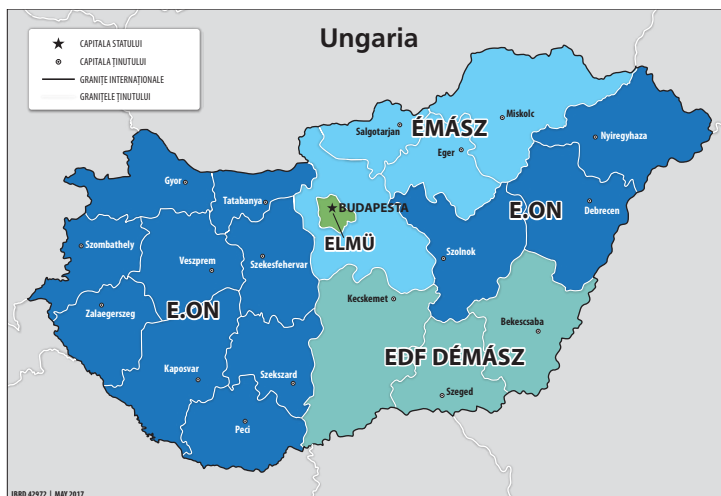 Ungaria
CAPITALA STATULUI
CAPITALA ȚINUTULUI
GRANIȚE INTERNAȚIONALE
GRANIȚELE ȚINUTULUI
Salgotarjan
ÉMÁSZ
Miskolc
Eger
Nyiregyhaza
Gyor
Tatabanya
BUDAPESTA
E.ON
Debrecen
Szombathely
ELMÜ
Veszprem
Szekesfehervar
Szolnok
Zalaegerszeg
E.ON
Kecskemet
Bekescsaba
EDF DÉMÁSZ
Kaposvar
Szekszard
Szeged
Peci
IBRD 42972 | MAY 2017